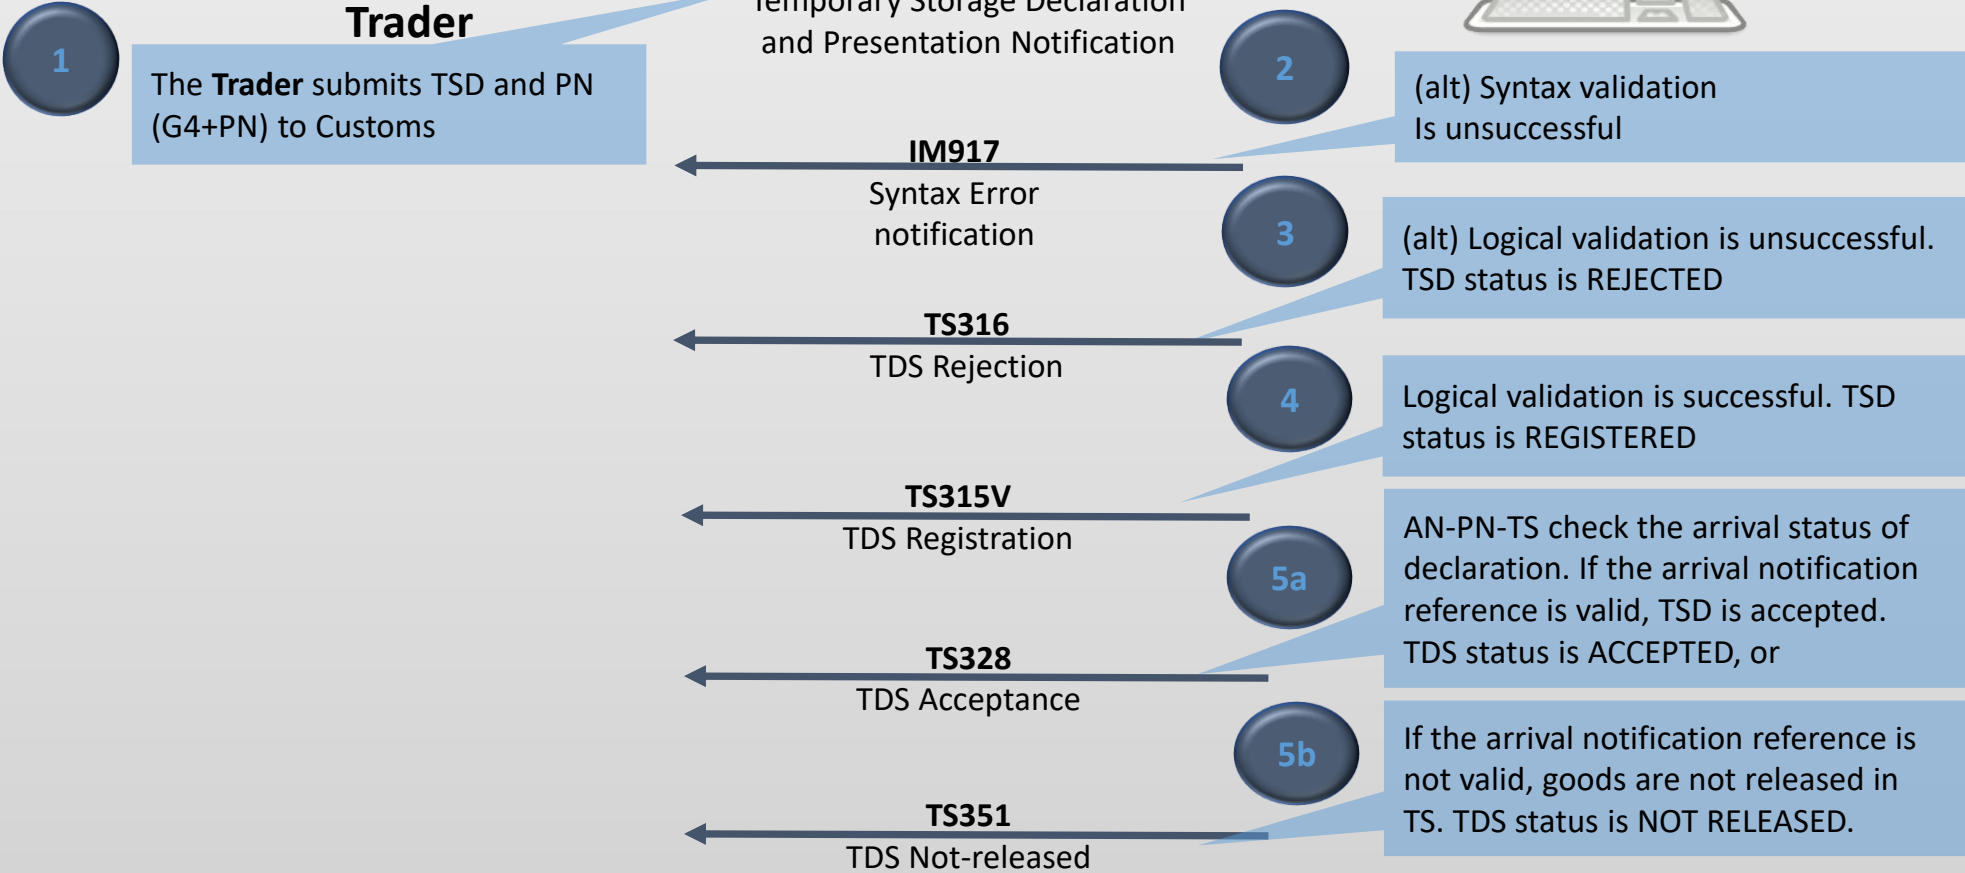 Trader
Temporary Storage Declaration
and Presentation Notification
1
The Trader submits TSD and PN
(G4+PN) to Customs
2
(alt) Syntax validation
Is unsuccessful
IM917
Syntax Error
notification
3
(alt) Logical validation is unsuccessful.
TSD status is REJECTED
TS316
TDS Rejection
4
Logical validation is successful. TSD
status is REGISTERED
TS315V
TDS Registration
5a
AN-PN-TS check the arrival status of
declaration. If the arrival notification
reference is valid, TSD is accepted.
TDS status is ACCEPTED, or
TS328
TDS Acceptance
5b
If the arrival notification reference is
not valid, goods are not released in
TS. TDS status is NOT RELEASED.
TS351
TDS Not-released